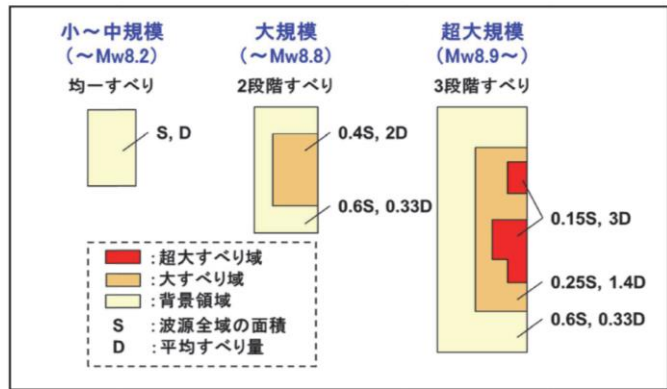 小～中規模
(～Mw8.2)
均一すべり
S, D
大規模
(～Mw8.8)
2段階すべり
0.4S, 2D
0.6S, 0.33D
超大規模
(Mw8.9～)
3段階すべり
0.15S, 3D
0.25S, 1.4D
0.6S, 0.33D
:超大すべり域
:大すべり域
:背景領域
S :波源全域の面積
D :平均すべり量